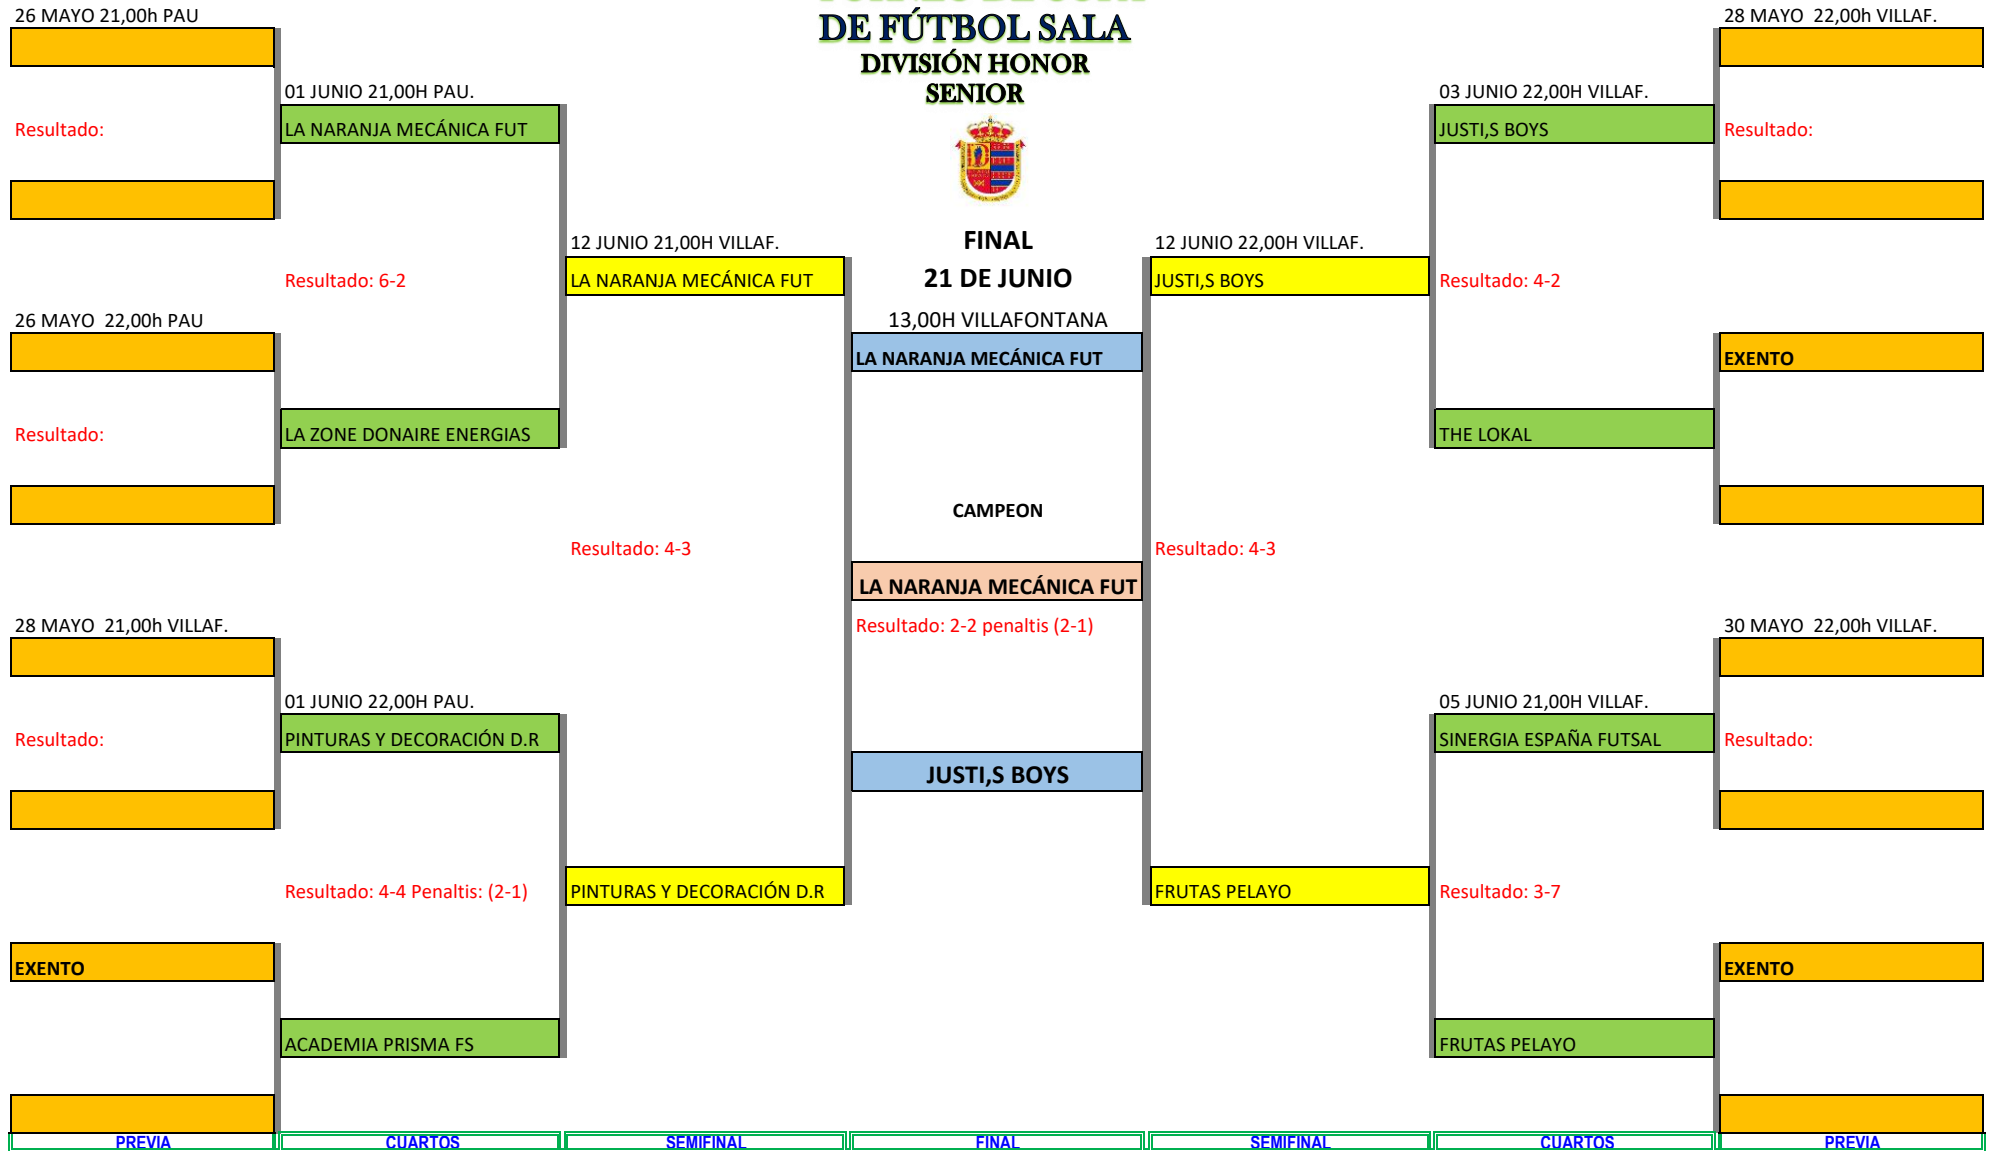 DE FÚTBOL SALA
DIVISIÓN HONOR
SENIOR
26 MAYO 21,00h PAU
Resultado:
26 MAYO 22,00h PAU
Resultado:
28 MAYO 21,00h VILLAF.
Resultado:
EXENTO
PREVIA
01 JUNIO 21,00H PAU.
LA NARANJA MECÁNICA FUT
Resultado: 6-2
LA ZONE DONAIRE ENERGIAS
01 JUNIO 22,00H PAU.
PINTURAS Y DECORACIÓN D.R
Resultado: 4-4 Penaltis: (2-1)
ACADEMIA PRISMA FS
CUARTOS
12 JUNIO 21,00H VILLAF.
LA NARANJA MECÁNICA FUT
Resultado: 4-3
PINTURAS Y DECORACIÓN D.R
SEMIFINAL
FINAL
21 DE JUNIO
13,00H VILLAFONTANA
LA NARANJA MECÁNICA FUT
CAMPEON
LA NARANJA MECÁNICA FUT
Resultado: 2-2 penaltis (2-1)
JUSTI,S BOYS
FINAL
12 JUNIO 22,00H VILLAF.
JUSTI,S BOYS
Resultado: 4-3
FRUTAS PELAYO
SEMIFINAL
03 JUNIO 22,00H VILLAF.
JUSTI,S BOYS
Resultado: 4-2
THE LOKAL
05 JUNIO 21,00H VILLAF.
SINERGIA ESPAÑA FUTSAL
Resultado: 3-7
FRUTAS PELAYO
CUARTOS
28 MAYO 22,00h VILLAF.
Resultado:
EXENTO
30 MAYO 22,00h VILLAF.
Resultado:
EXENTO
PREVIA